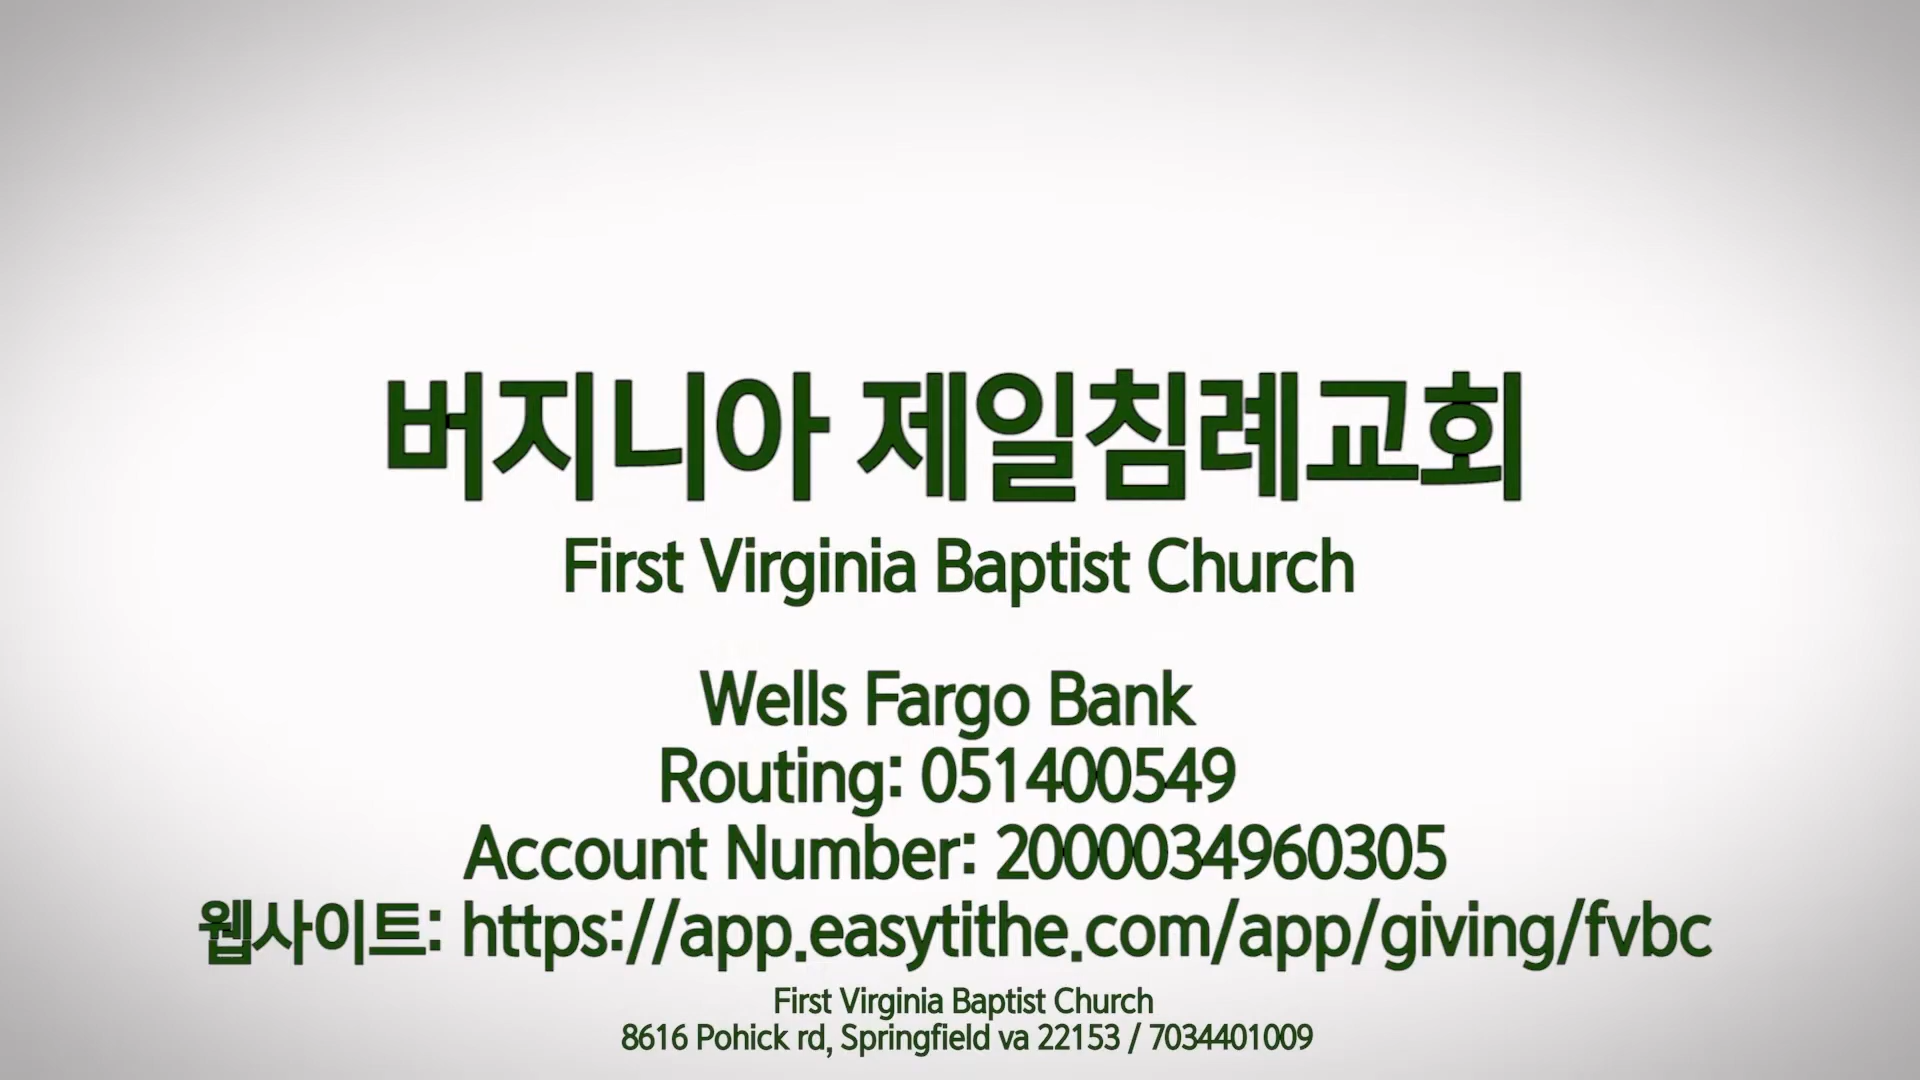 버지니아 제일침례교회
First Virginia Baptist Church
Wells Fargo Bank
Routing: 051400549
Account Number: 2000034960305
웹사이트: https://app.easytithe.com/app/giving/fvbc
First Virginia Baptist Church
8616 Pohick rd, Springfield va 22153 / 7034401009